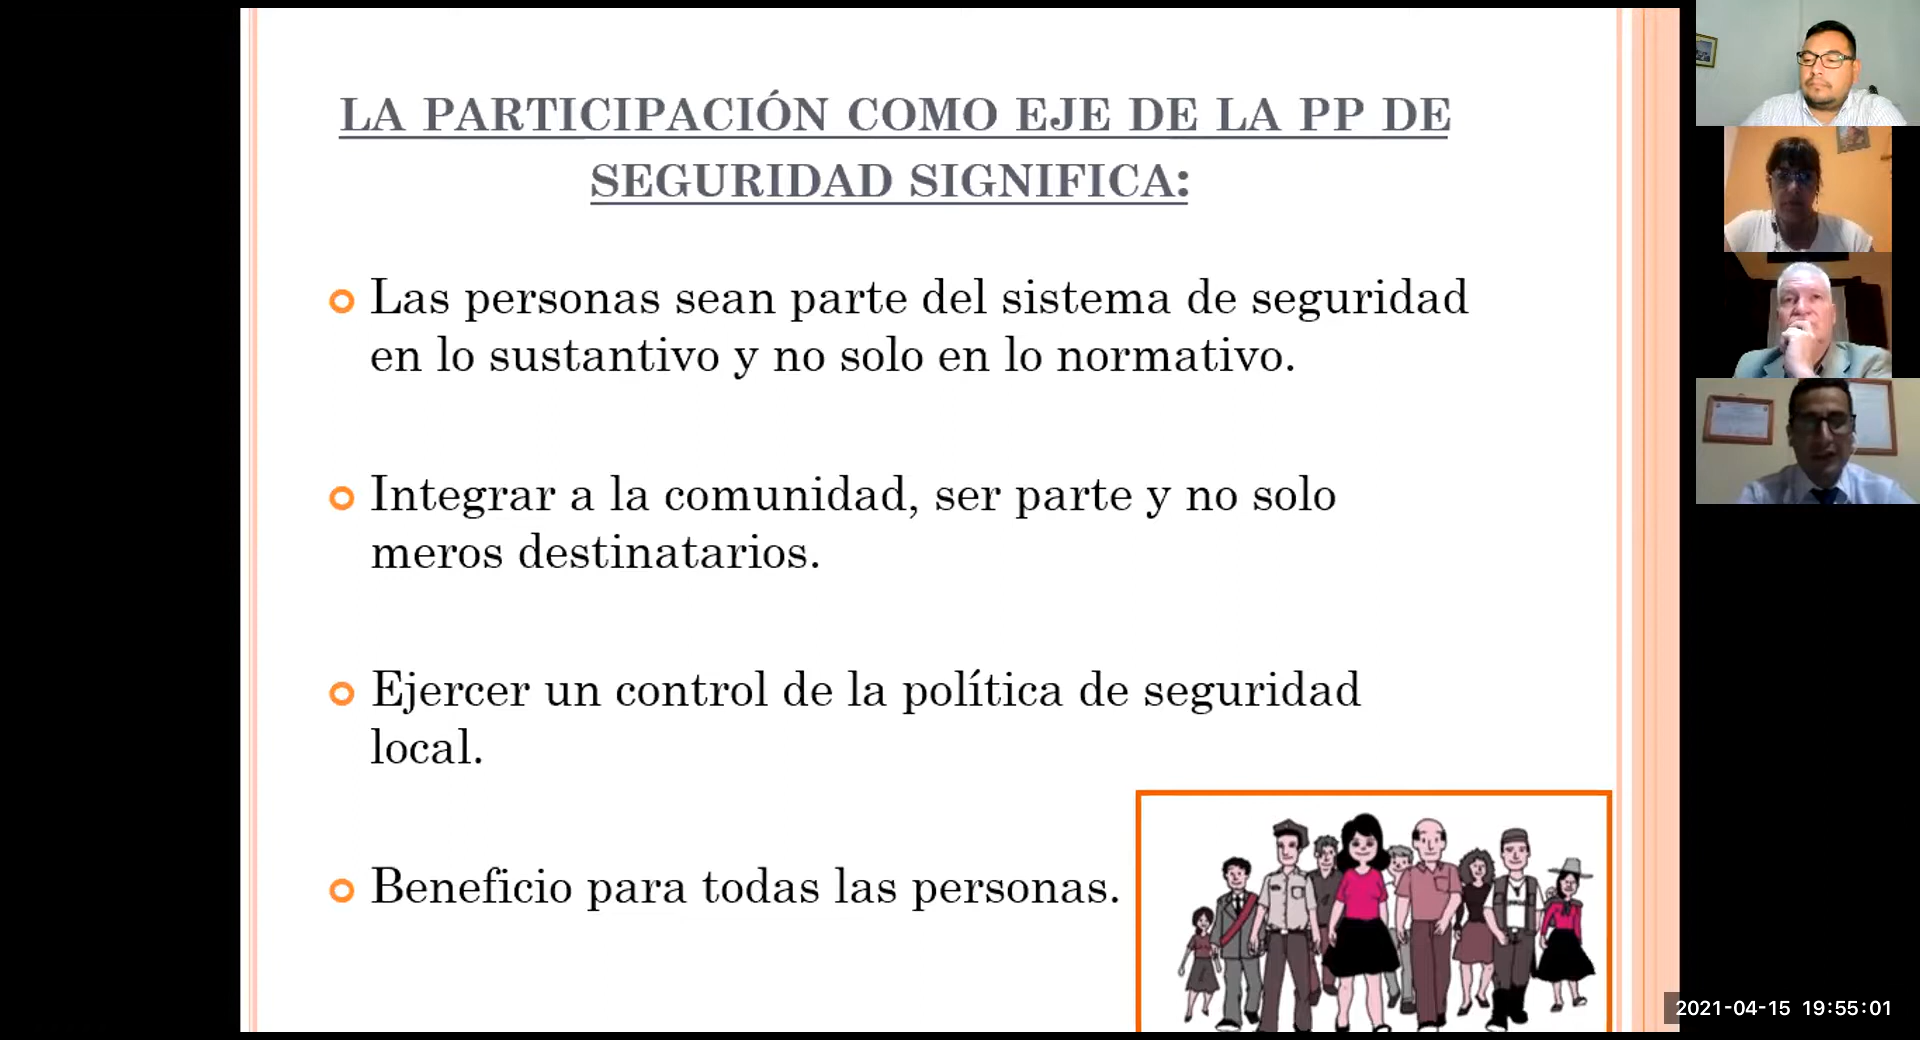 LA PARTICIPACIÓN COMO EJE DE LA PP DE
SEGURIDAD SIGNIFICA:
Las personas sean parte del sistema de seguridad
en lo sustantivo y no solo en lo normativo.
Integrar a la comunidad, ser parte y no solo
meros destinatarios.
Ejercer un control de la política de seguridad
local.
Beneficio para todas las personas.
2021-04-15 19:55:01